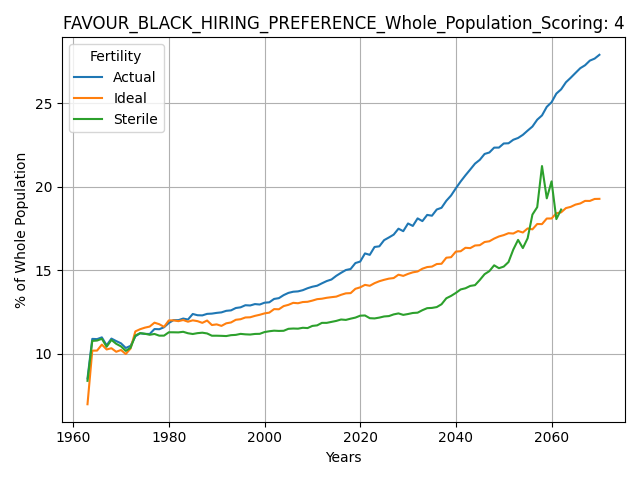 FAVOUR_BLACK_HIRING_PREFERENCE_Whole_Population_Scoring: 4
Fertility
Actual
Ideal
Sterile
% of Whole Population
25
20
15
10
1960 1980 2000 2020 2040 2060
Years